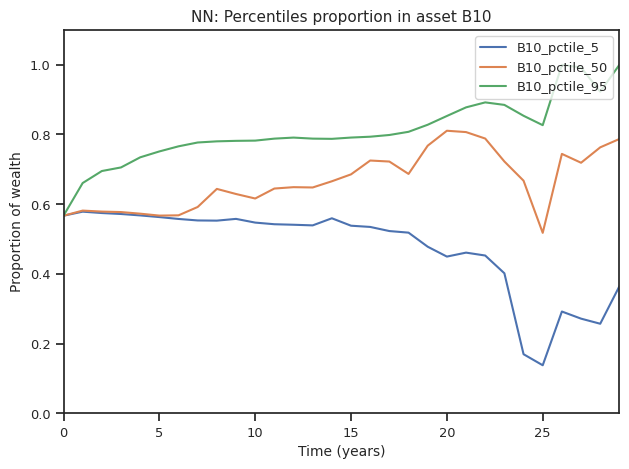 NN: Percentiles proportion in asset B10
B10_pctile_5
B10_pctile_50
B10_pctile_95
Proportion of wealth
1.0
0.8
0.6
0.4
0.2
0.0
0 5 10 15 20 25
Time (years)